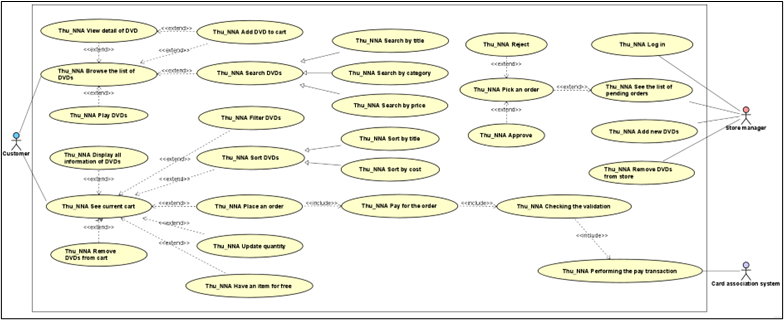 Thu_NNA View detail of DVD
<<extend>>
Thu_NNA Add DVD to cart
<<extend>>
<<extend>>
Thu_NNA Browse the list of
DVDs
<<extend>>
Thu_NNA Search DVDs
<<extend>>
Thu_NNA Play DVDs
Thu_NNA Search by title
Thu_NNA Search by category
Thu_NNA Search by price
Thu_NNA Reject
<<extend>>
Thu_NNA Pick an order
<<extend>>
<<extend>>
Thu_NNA Approve
Thu_NNA Log in
Thu_NNA See the list of
pending orders
Thu_NNA Add new DVDs
Thu_NNA Remove DVDs
from store
Store manager
Customer
Thu_NNA Filter DVDs
<<extend>>
Thu_NNA Display all
information of DVDs
<<extend>>
Thu_NNA Sort DVDs
<<extend>>
Thu_NNA Sort by title
Thu_NNA Sort by cost
Thu_NNA See current cart
<<extend>>
Thu_NNA Place an order
<<include>>
Thu_NNA Pay for the order
<<include>>
Thu_NNA Checking the validation
<<include>>
<<extend>>
<<extend>>
Thu_NNA Update quantity
Thu_NNA Remove
DVDs from cart
<<extend>>
Thu_NNA Have an item for free
Thu_NNA Performing the pay transaction
Card association system